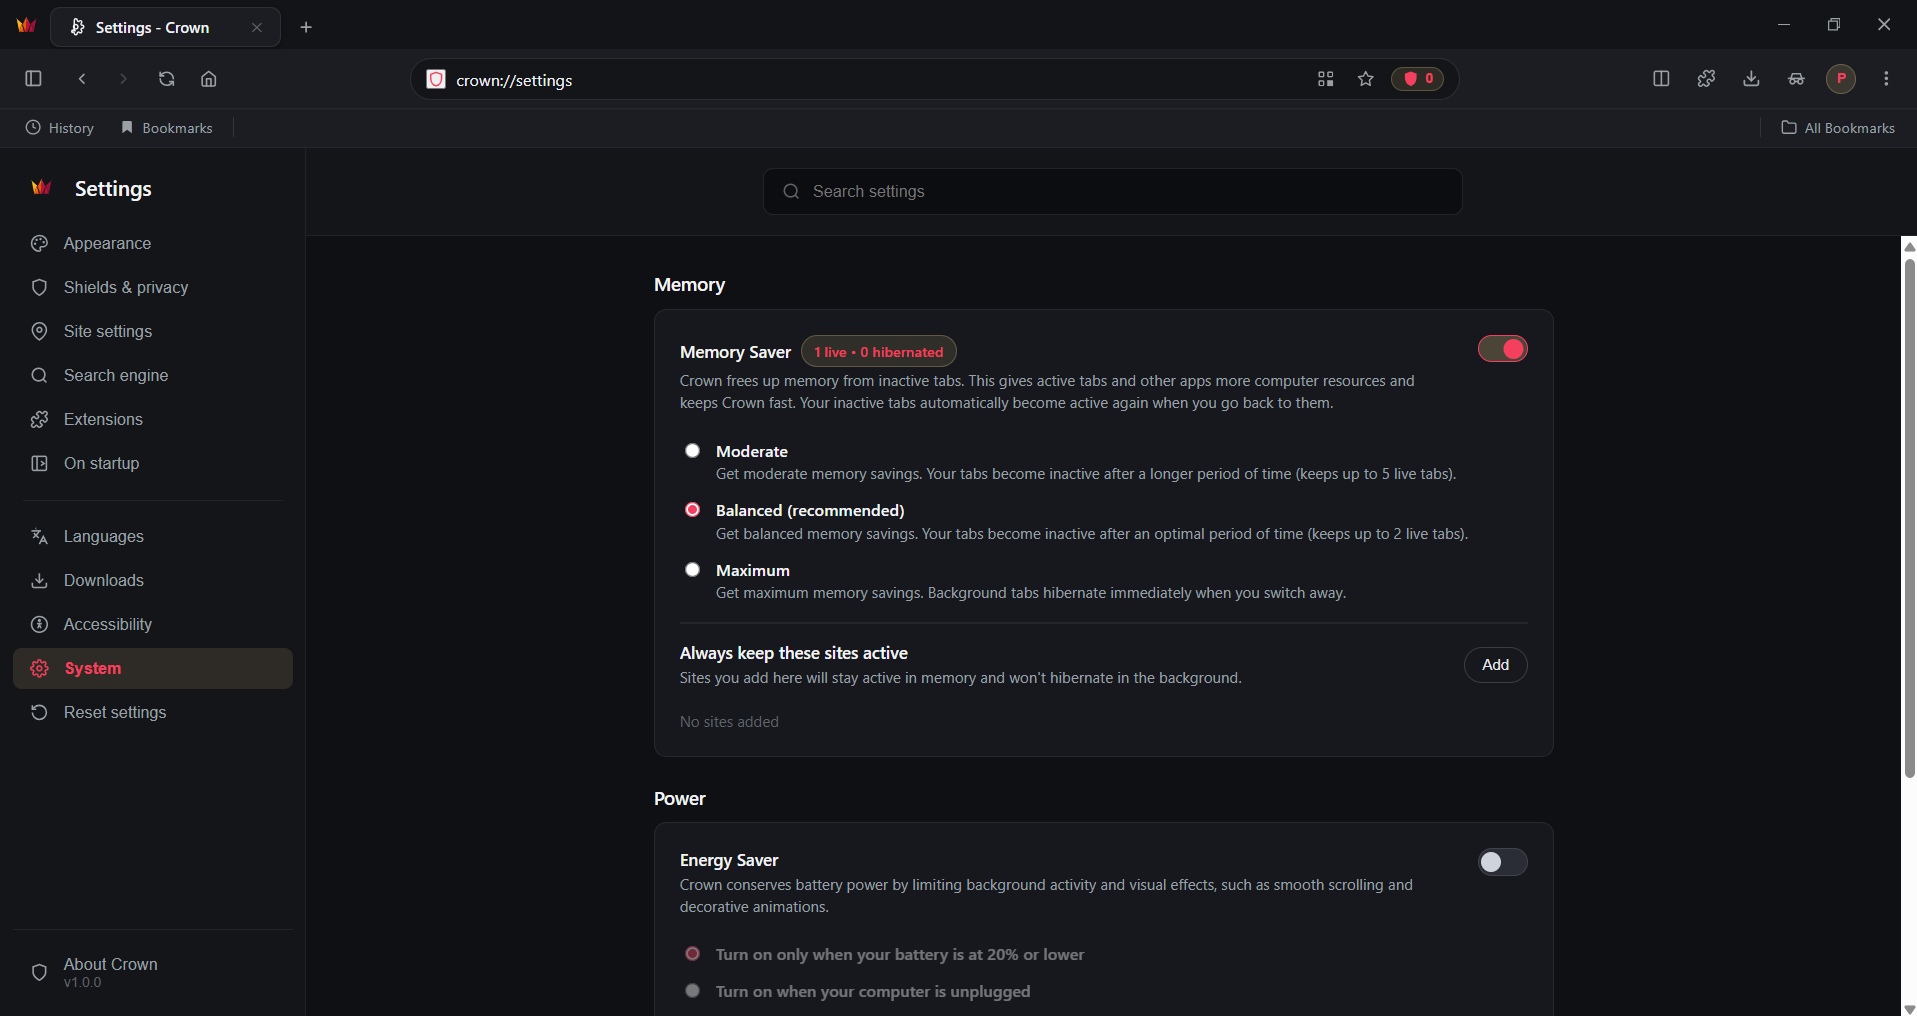 Settings - Crown
crown://settings
0
P
History
Bookmarks
All Bookmarks
Settings
Search settings
Appearance
Shields & privacy
Site settings
Search engine
Extensions
On startup
Languages
Downloads
Accessibility
System
Reset settings
About Crown
v1.0.0
Memory
Memory Saver
1 live • 0 hibernated
Crown frees up memory from inactive tabs. This gives active tabs and other apps more computer resources and
keeps Crown fast. Your inactive tabs automatically become active again when you go back to them.
Moderate
Get moderate memory savings. Your tabs become inactive after a longer period of time (keeps up to 5 live tabs).
Balanced (recommended)
Get balanced memory savings. Your tabs become inactive after an optimal period of time (keeps up to 2 live tabs).
Maximum
Get maximum memory savings. Background tabs hibernate immediately when you switch away.
Always keep these sites active
Sites you add here will stay active in memory and won't hibernate in the background.
Add
No sites added
Power
Energy Saver
Crown conserves battery power by limiting background activity and visual effects, such as smooth scrolling and
decorative animations.
Turn on only when your battery is at 20% or lower
Turn on when your computer is unplugged